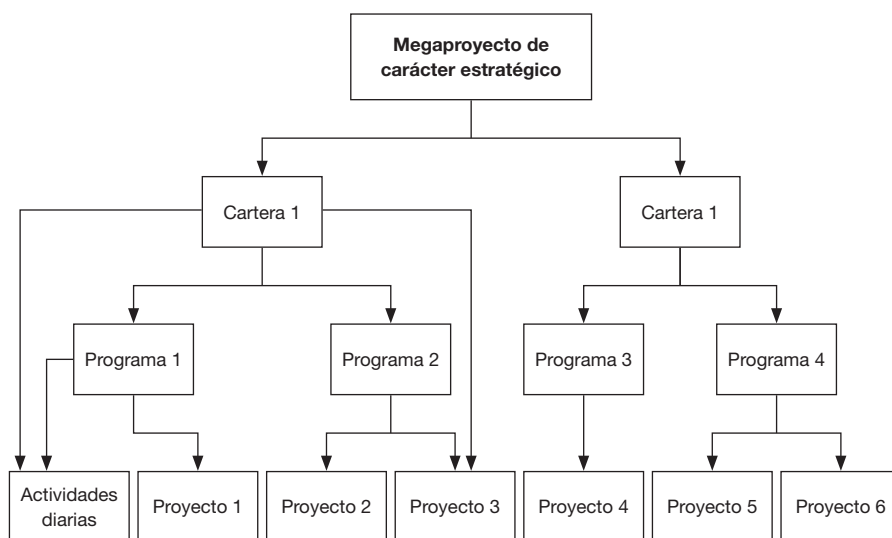 Megaproyecto de
carácter estratégico
Cartera 1
Cartera 1
Programa 1
Programa 2
Programa 3
Programa 4
Actividades
diarias
Proyecto 1
Proyecto 2
Proyecto 3
Proyecto 4
Proyecto 5
Proyecto 6